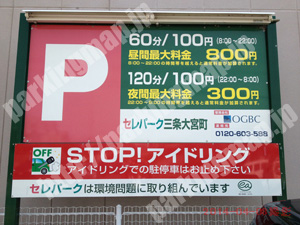 P
60分/100円 (8:00~22:00)
昼間最大料金 800円
120分/100円 (22:00~8:00)
夜間最大料金 300円
セレパーク三条大宮町
OGBC
0120-603-588
OFF
STOP!アイドリング
アイドリングでの駐停車はお止め下さい
セレパークは環境問題に取り組んでいます